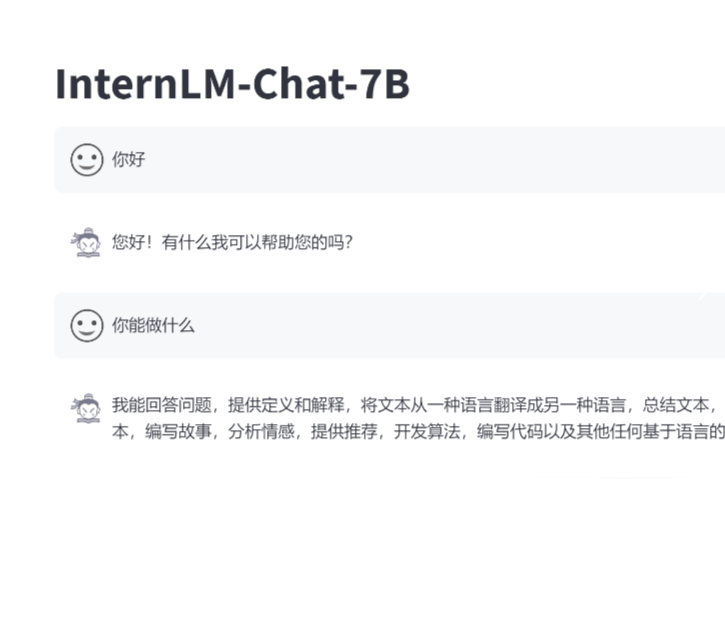 InternLM-Chat-7B
你好
您好！有什么我可以帮助您的吗？
你能做什么
我能回答问题，提供定义和解释，将文本从一种语言翻译成另一种语言，总结文本，
本，编写故事，分析情感，提供推荐，开发算法，编写代码以及其他任何基于语言的